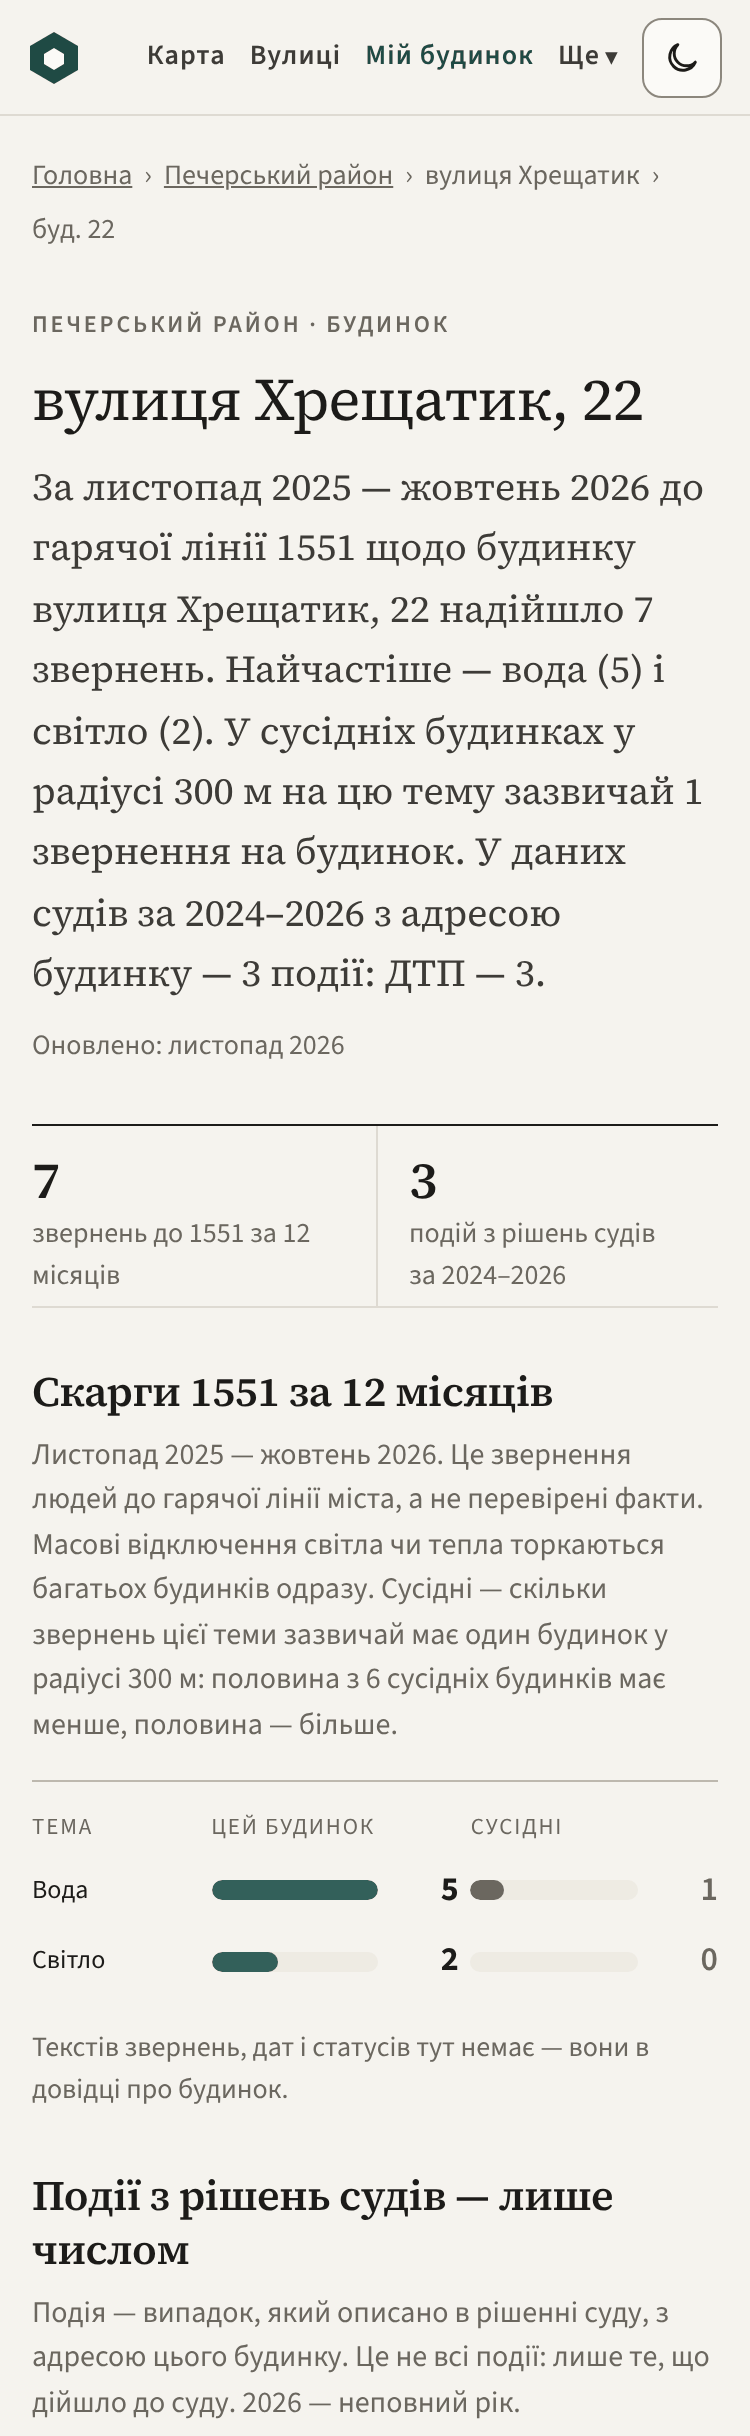 Карта Вулиці Мій будинок Ще ▾
Головна › Печерський район › вулиця Хрещатик ›
буд. 22
ПЕЧЕРСЬКИЙ РАЙОН · БУДИНОК
вулиця Хрещатик, 22
За листопад 2025 — жовтень 2026 до
гарячої лінії 1551 щодо будинку
вулиця Хрещатик, 22 надійшло 7
звернень. Найчастіше — вода (5) і
світло (2). У сусідніх будинках у
радіусі 300 м на цю тему зазвичай 1
звернення на будинок. У даних
судів за 2024–2026 з адресою
будинку — 3 події: ДТП — 3.
Оновлено: листопад 2026
7
звернень до 1551 за 12
місяців
3
подій з рішень судів
за 2024–2026
Скарги 1551 за 12 місяців
Листопад 2025 — жовтень 2026. Це звернення
людей до гарячої лінії міста, а не перевірені факти.
Масові відключення світла чи тепла торкаються
багатьох будинків одразу. Сусідні — скільки
звернень цієї теми зазвичай має один будинок у
радіусі 300 м: половина з 6 сусідніх будинків має
менше, половина — більше.
ТЕМА ЦЕЙ БУДИНОК СУСІДНІ
Вода 5 1
Світло 2 0
Текстів звернень, дат і статусів тут немає — вони в
довідці про будинок.
Події з рішень судів — лише
числом
Подія — випадок, який описано в рішенні суду, з
адресою цього будинку. Це не всі події: лише те, що
дійшло до суду. 2026 — неповний рік.